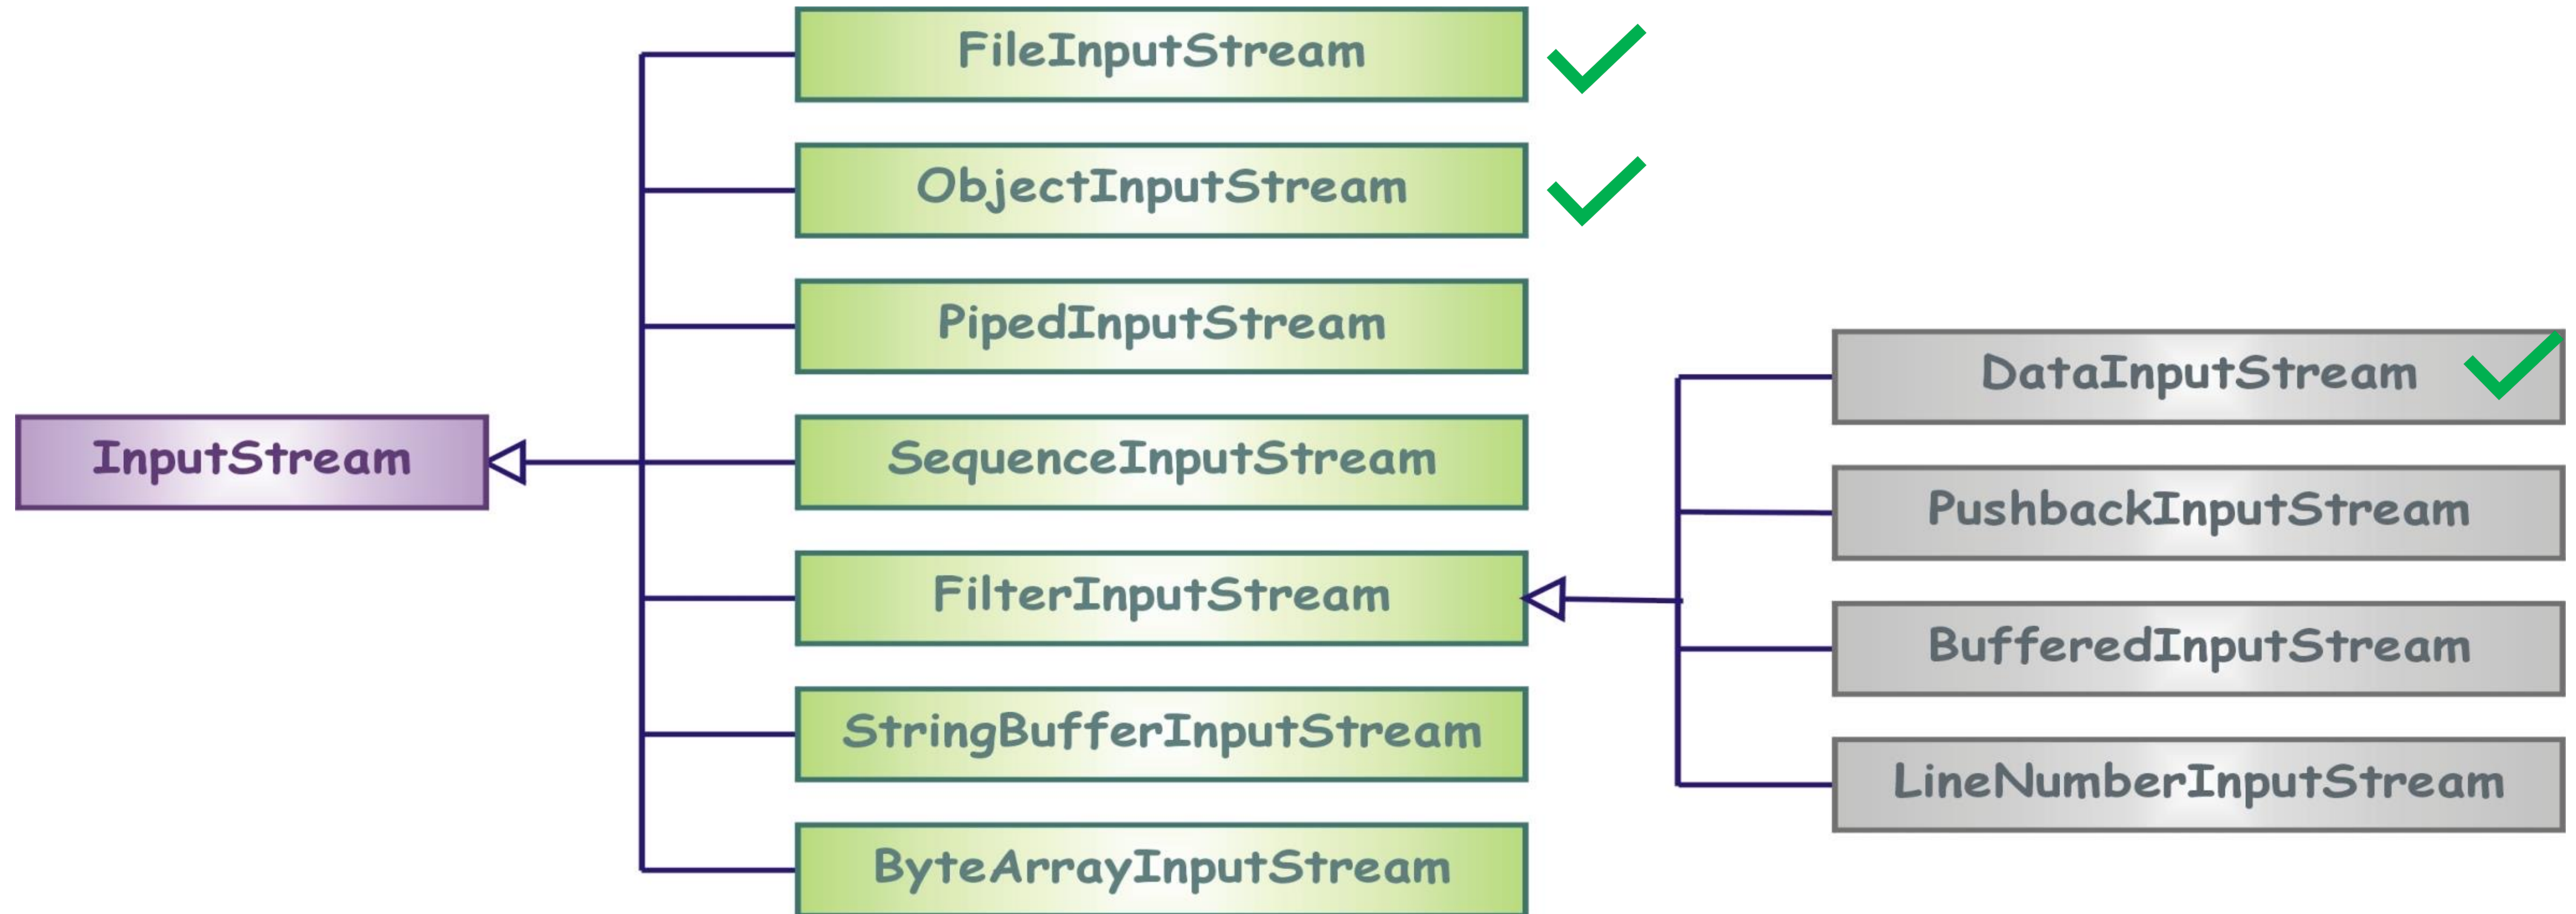 InputStream
FileInputStream
ObjectInputStream
PipedInputStream
SequenceInputStream
FilterInputStream
StringBufferInputStream
ByteArrayInputStream
DataInputStream
PushbackInputStream
BufferedInputStream
LineNumberInputStream